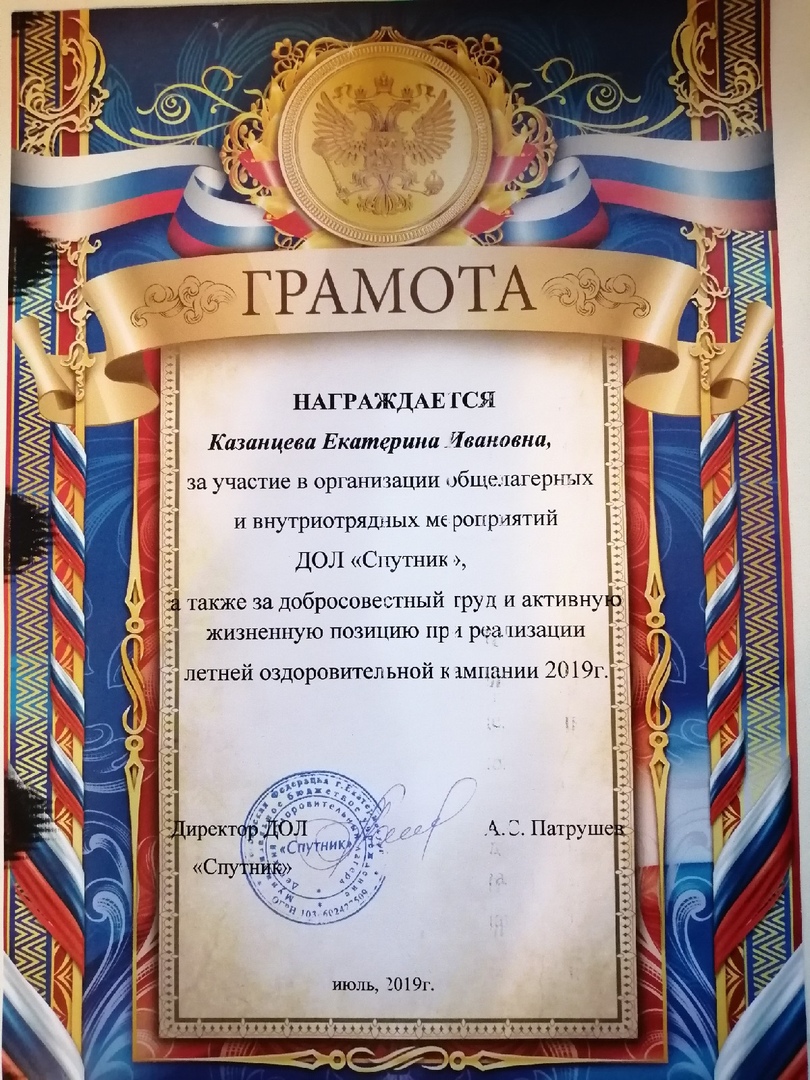 ГРАМОТА
НАГРАЖДАЕТСЯ
Казанцева Екатерина Ивановна,
за участие в организации общелагерных
и внутриотрядных мероприятий
ДОЛ «Спутник»,
а также за добросовестный труд и активную
жизненную позицию при реализации
летней оздоровительной кампании 2019г.
Директор ДОЛ
А.С. Патрушев
«Спутник»
«Спутник»
июль, 2019г.